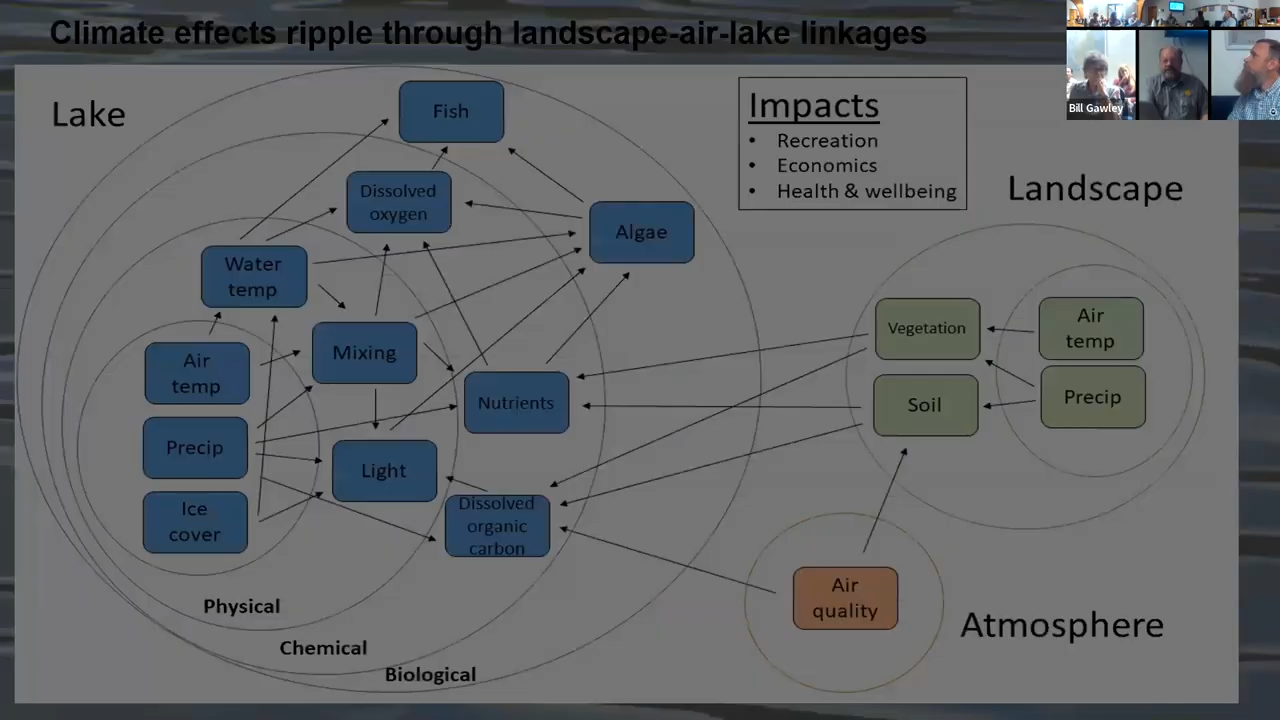 Climate effects ripple through landscape-air-lake linkages
Bill Gawley
Lake
Fish
Impacts
• Recreation
• Economics
• Health & wellbeing
Landscape
Dissolved
oxygen
Algae
Water
temp
Mixing
Air
temp
Nutrients
Precip
Light
Ice
cover
Dissolved
organic
carbon
Vegetation
Air
temp
Soil
Precip
Air
quality
Atmosphere
Physical
Chemical
Biological